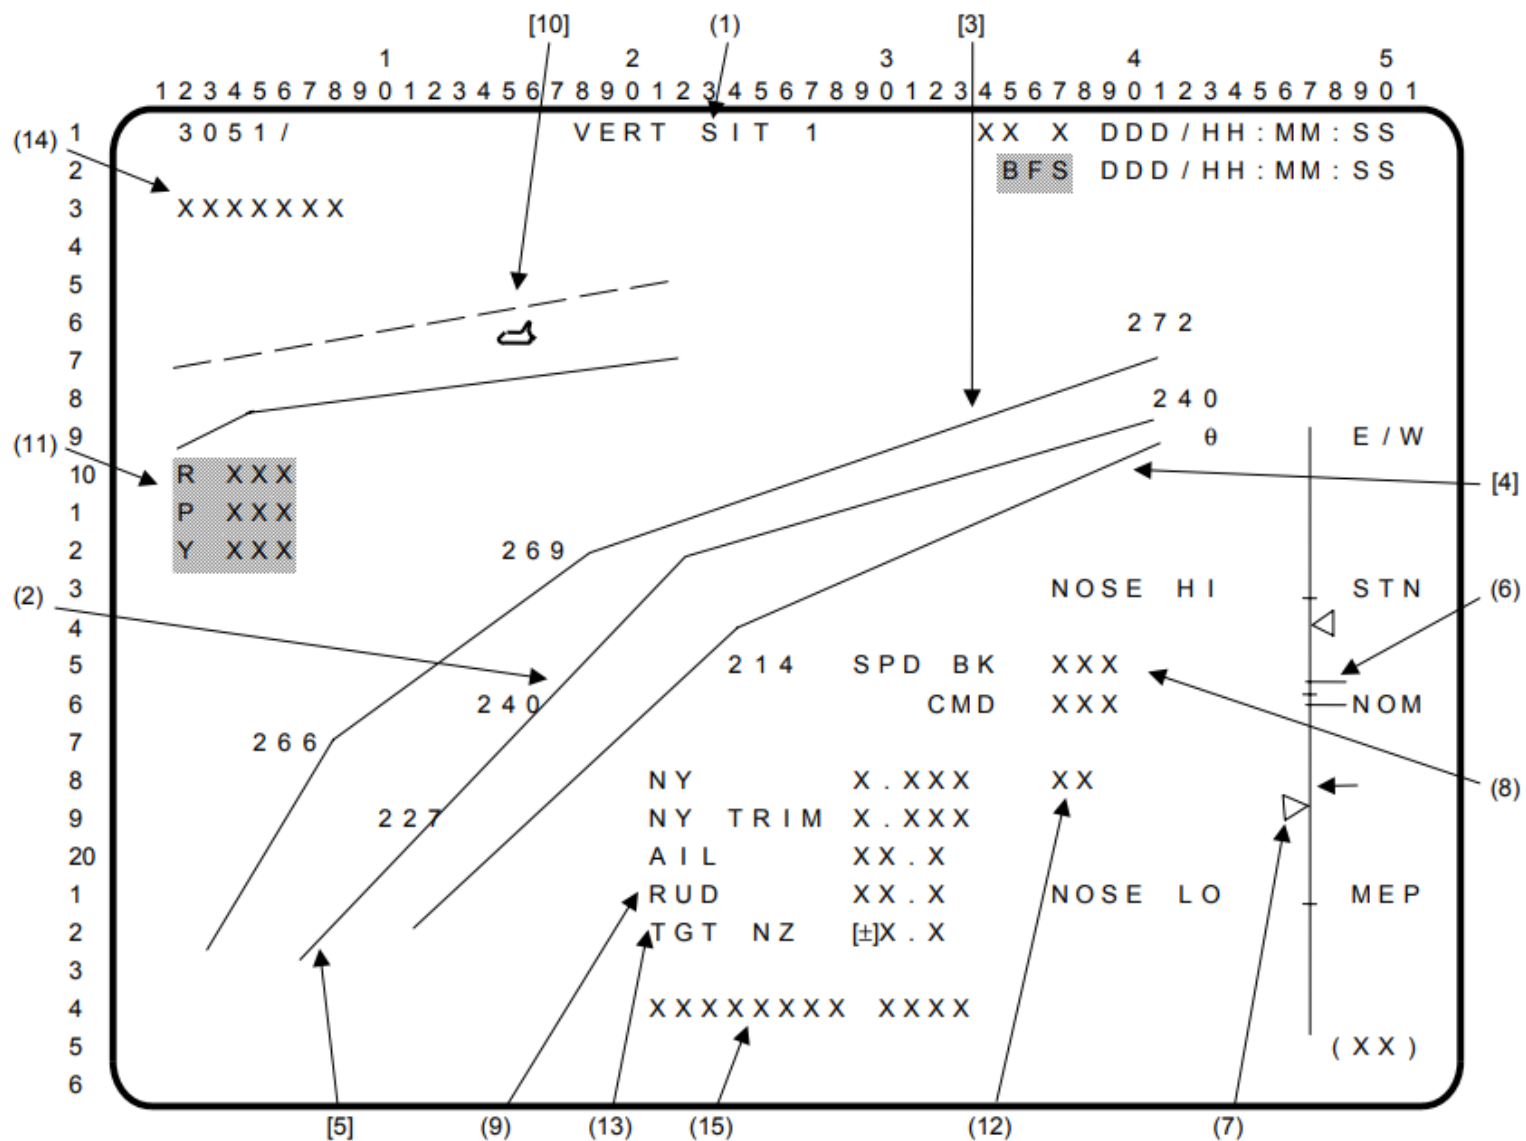 [10] (1) [3]
1 2 3 4 5
1 2 3 4 5 6 7 8 9 0 1 2 3 4 5 6 7 8 9 0 1 2 3 4 5 6 7 8 9 0 1 2 3 4 5 6 7 8 9 0 1 2 3 4 5 6 7 8 9 0 1
(14) 1 3051/ VERT SIT 1 XX X DDD/HH:MM:SS
2 BFS DDD/HH:MM:SS
3 XXXXXXX
4
5
6 272
7
8 240
(11) 9 θ E/W
10 R XXX [4]
1 P XXX
2 Y XXX 269
(2) 3 NOSE HI STN (6)
4
5 214 SPD BK XXX
6 240 CMD XXX NOM
7 266
8 NY X.XXX XX (8)
9 227 NY TRIM X.XXX
20 AIL XX.X
1 RUD XX.X NOSE LO MEP
2 TGT NZ [±]X.X
3
4 XXXXXXXX XXXX
5 (XX)
6
[5] (9) (13) (15) (12) (7)